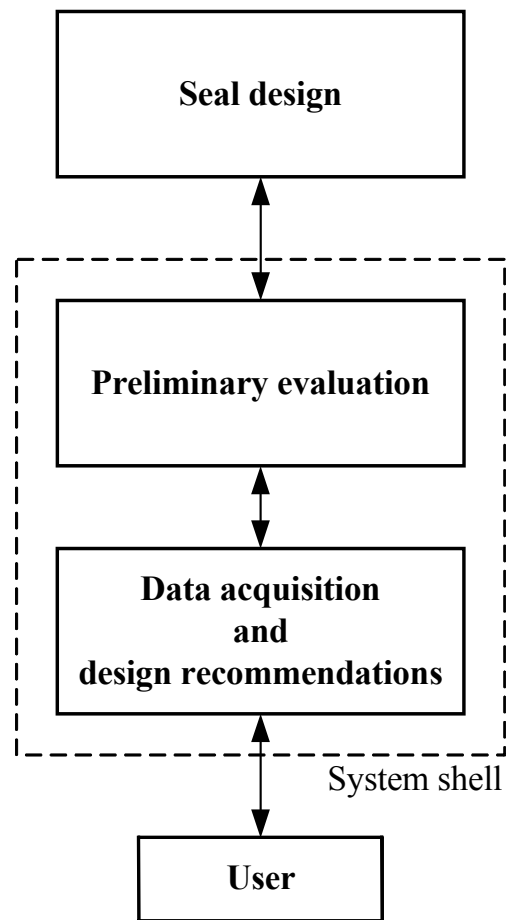 Seal design
Preliminary evaluation
Data acquisition
and
design recommendations
System shell
User